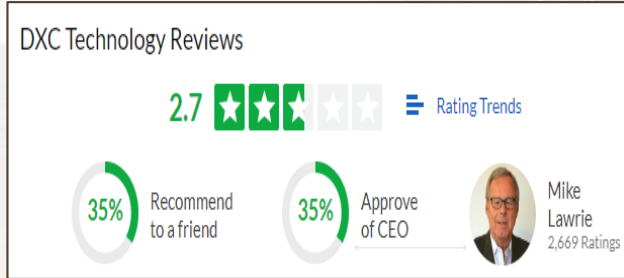 DXC Technology Reviews
2.7 Rating Trends
35% Recommend
to a friend
35% Approve
of CEO
Mike
Lawrie
2,669 Ratings